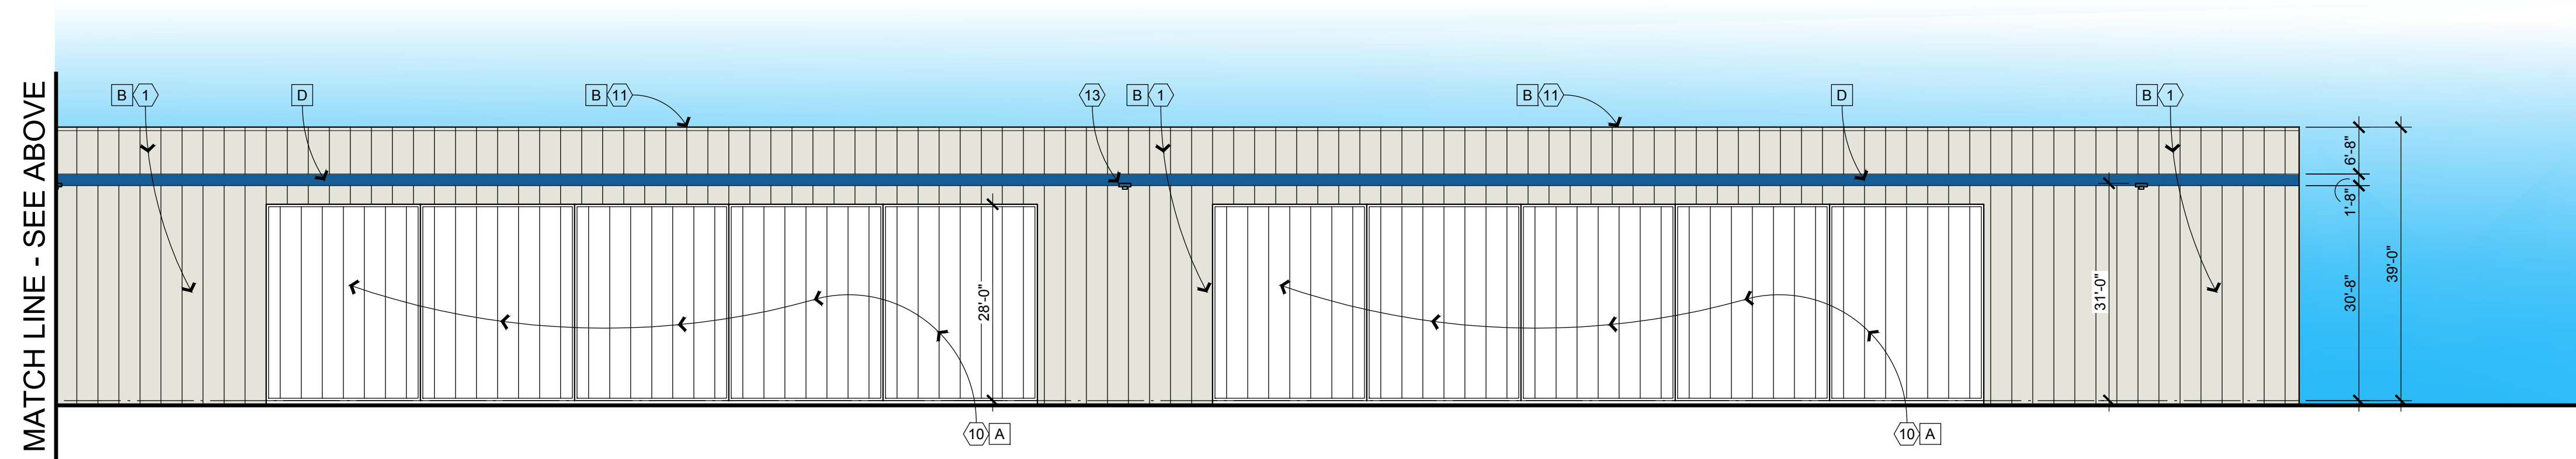 MATCH LINE - SEE ABOVE
B 1
D
B 11
13
B 1
B 11
D
B 1
6'-8"
1'-8"
28'-0"
31'-0"
30'-8"
39'-0"
10 A
10 A